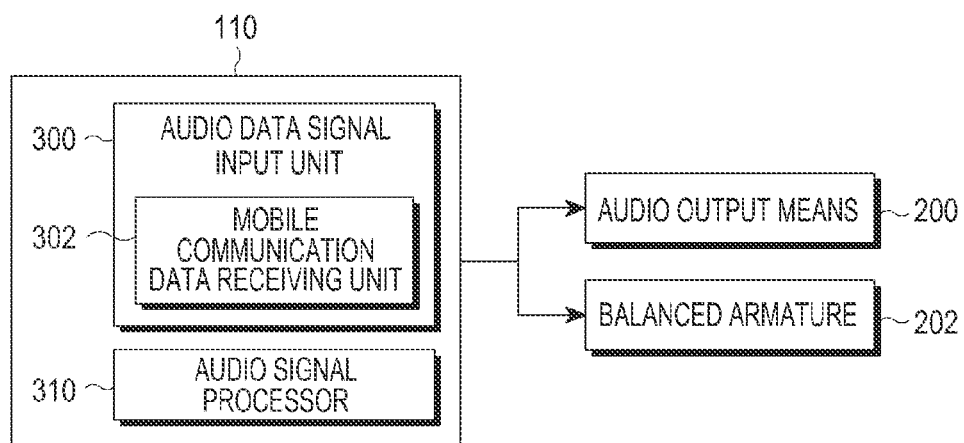 110
300
AUDIO DATA SIGNAL
INPUT UNIT
302
MOBILE
COMMUNICATION
DATA RECEIVING UNIT
310
AUDIO SIGNAL
PROCESSOR
AUDIO OUTPUT MEANS
200
BALANCED ARMATURE
202